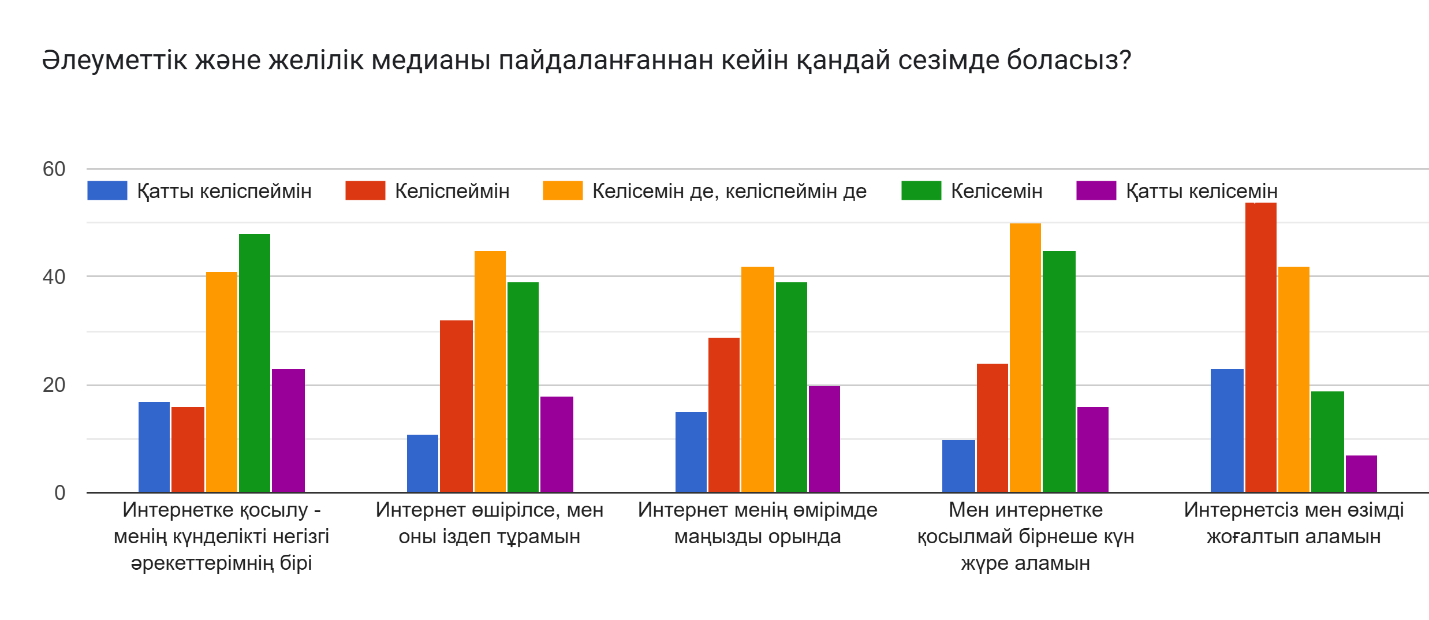 Әлеуметтік және желілік медианы пайдаланғаннан кейін қандай сезімде боласыз?
60
Қатты келіспеймін Келіспеймін Келісемін де, келіспеймін де Келісемін Қатты келісемін
40
20
0
Интернетке қосылу -
менің күнделікті негізгі
әрекеттерімнің бірі
Интернет өшірілсе, мен
оны іздеп тұрамын
Интернет менің өмірімде
маңызды орында
Мен интернетке
қосылмай бірнеше күн
жүре аламын
Интернетсіз мен өзімді
жоғалтып аламын